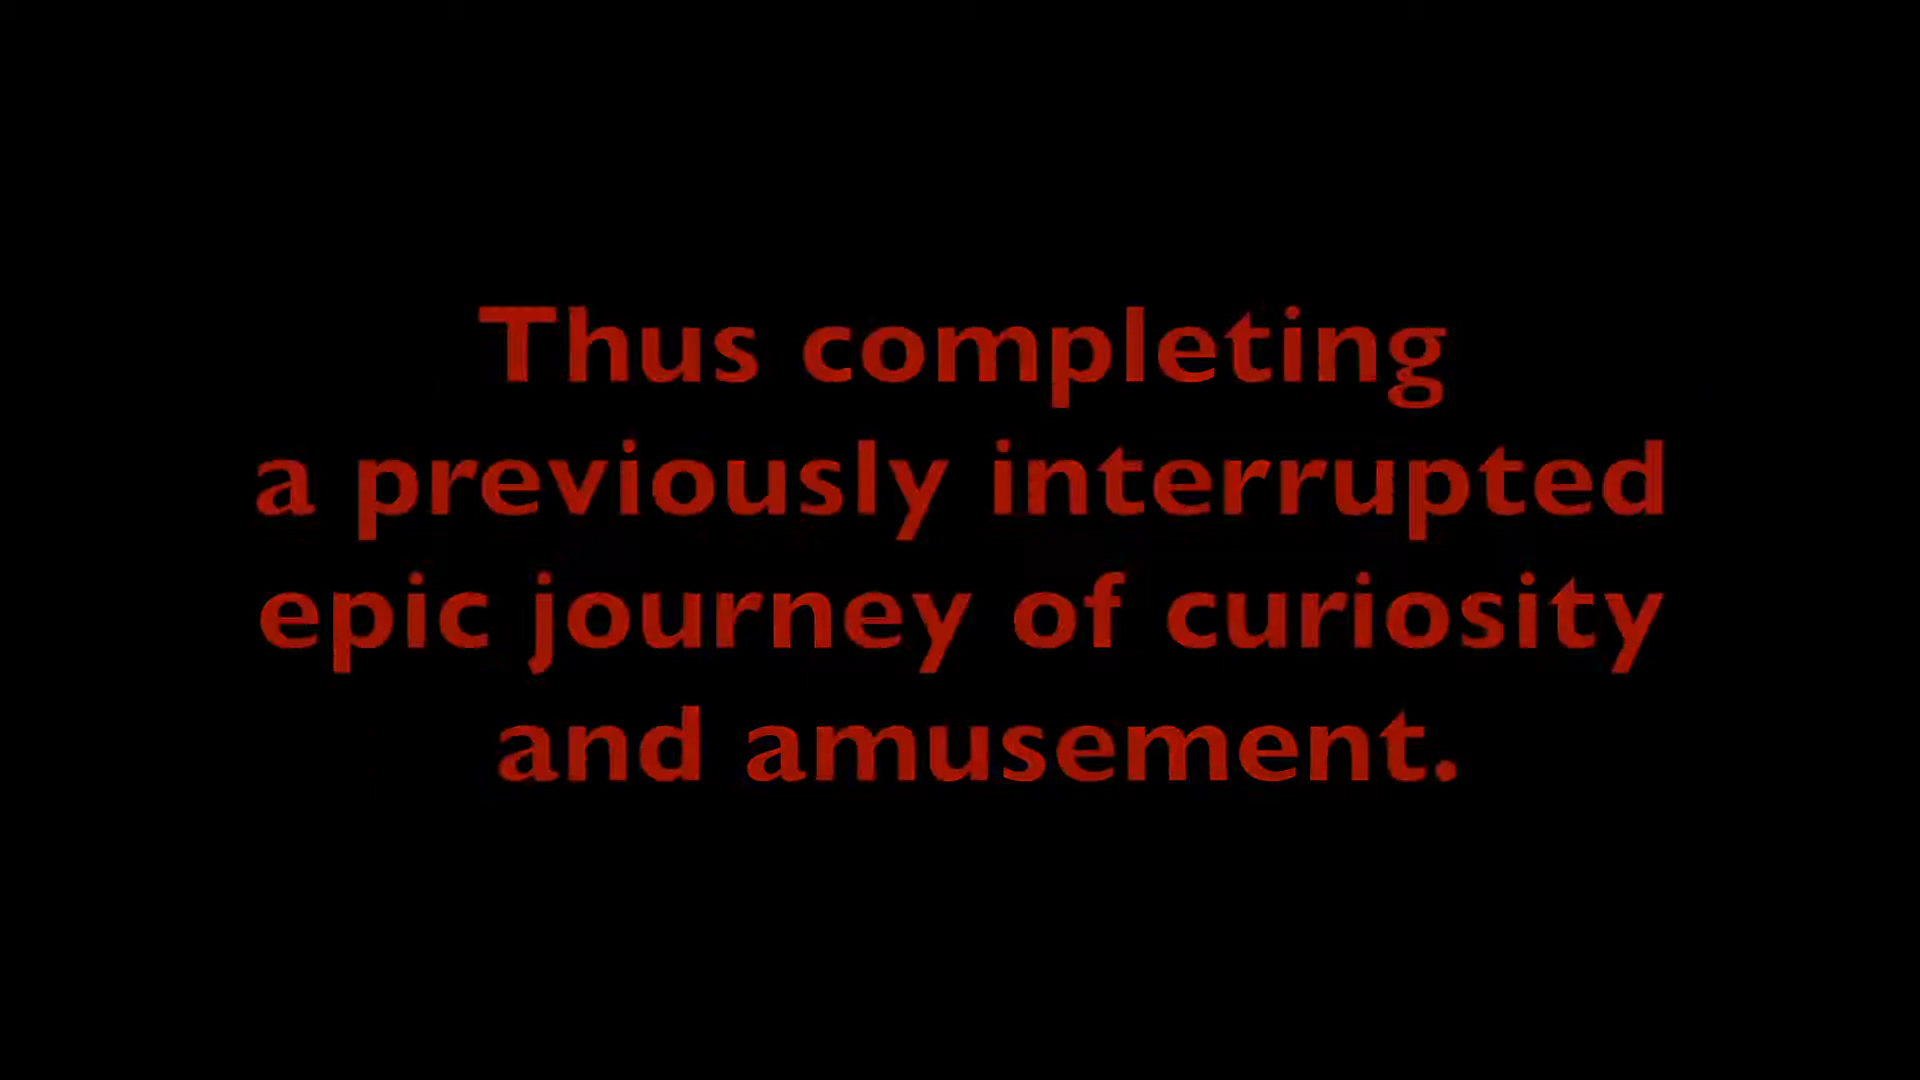 Thus completing
a previously interrupted
epic journey of curiosity
and amusement.